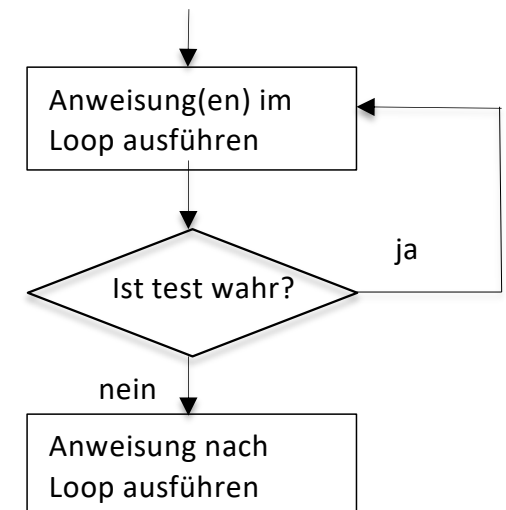 Anweisung(en) im
Loop ausführen
Ist test wahr?
ja
nein
Anweisung nach
Loop ausführen